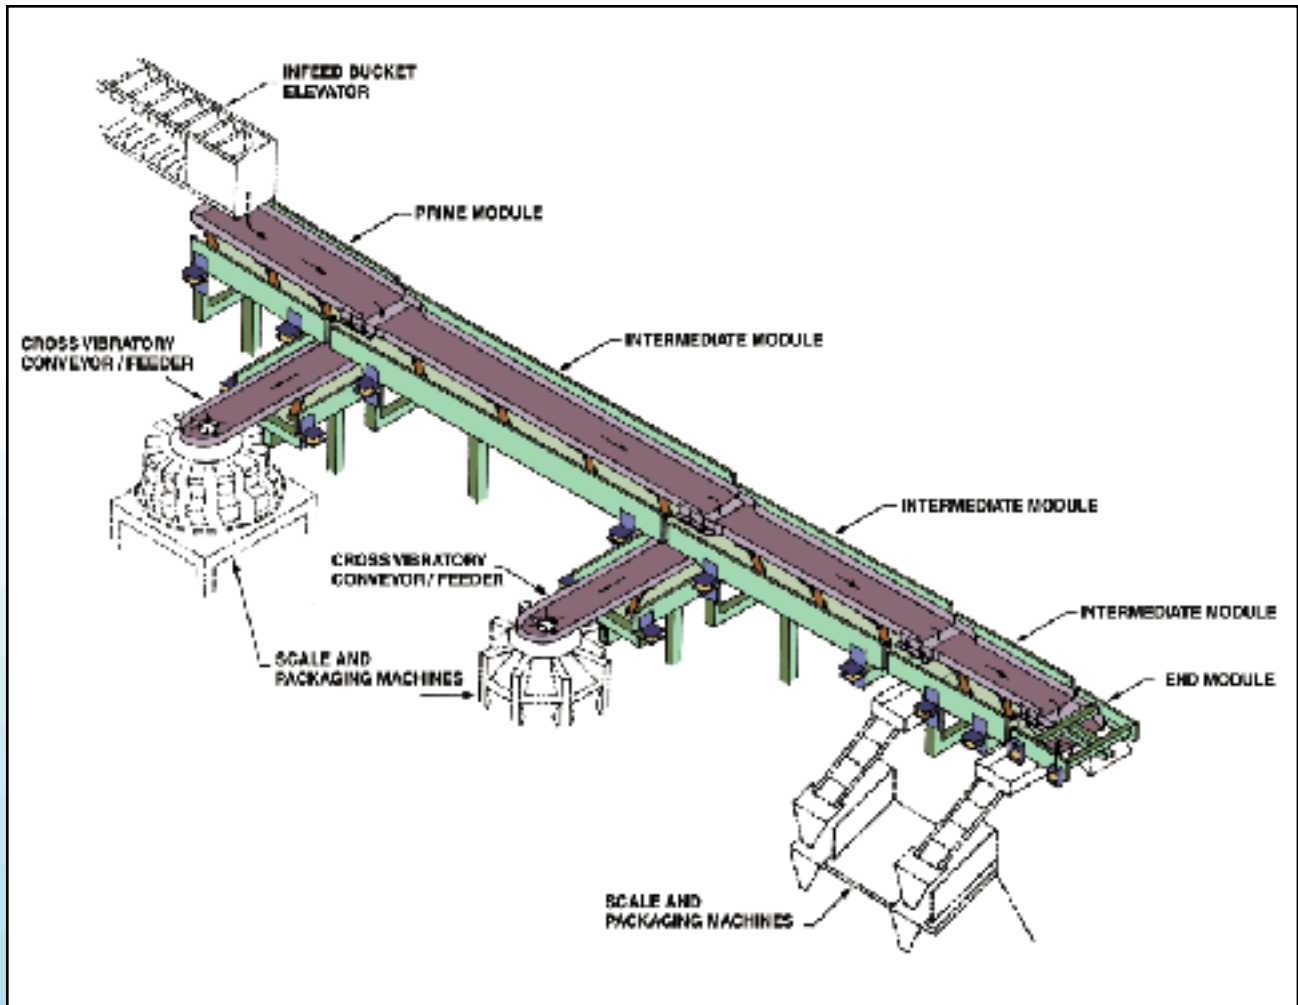 INFEED BUCKET
ELEVATOR
PRIME MODULE
CROSS VIBRATORY
CONVEYOR / FEEDER
INTERMEDIATE MODULE
INTERMEDIATE MODULE
CROSS VIBRATORY
CONVEYOR / FEEDER
INTERMEDIATE MODULE
SCALE AND
PACKAGING MACHINES
END MODULE
SCALE AND
PACKAGING MACHINES